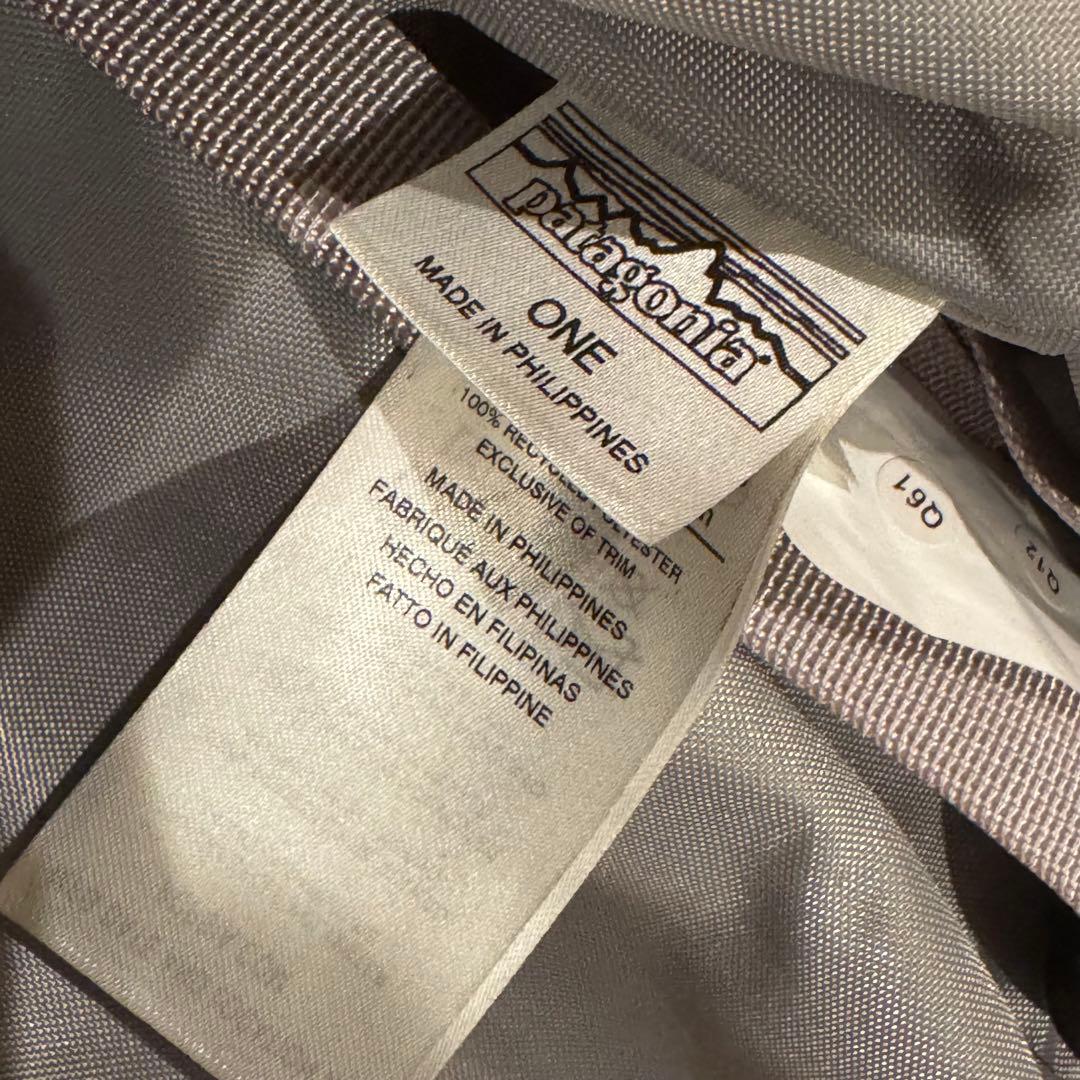 patagonia®
ONE
MADE IN PHILIPPINES
100% RECYCLED POLYESTER
EXCLUSIVE OF TRIM
MADE IN PHILIPPINES
FABRIQUÉ AUX PHILIPPINES
HECHO EN FILIPINAS
FATTO IN FILIPPINE
Q61
Q12